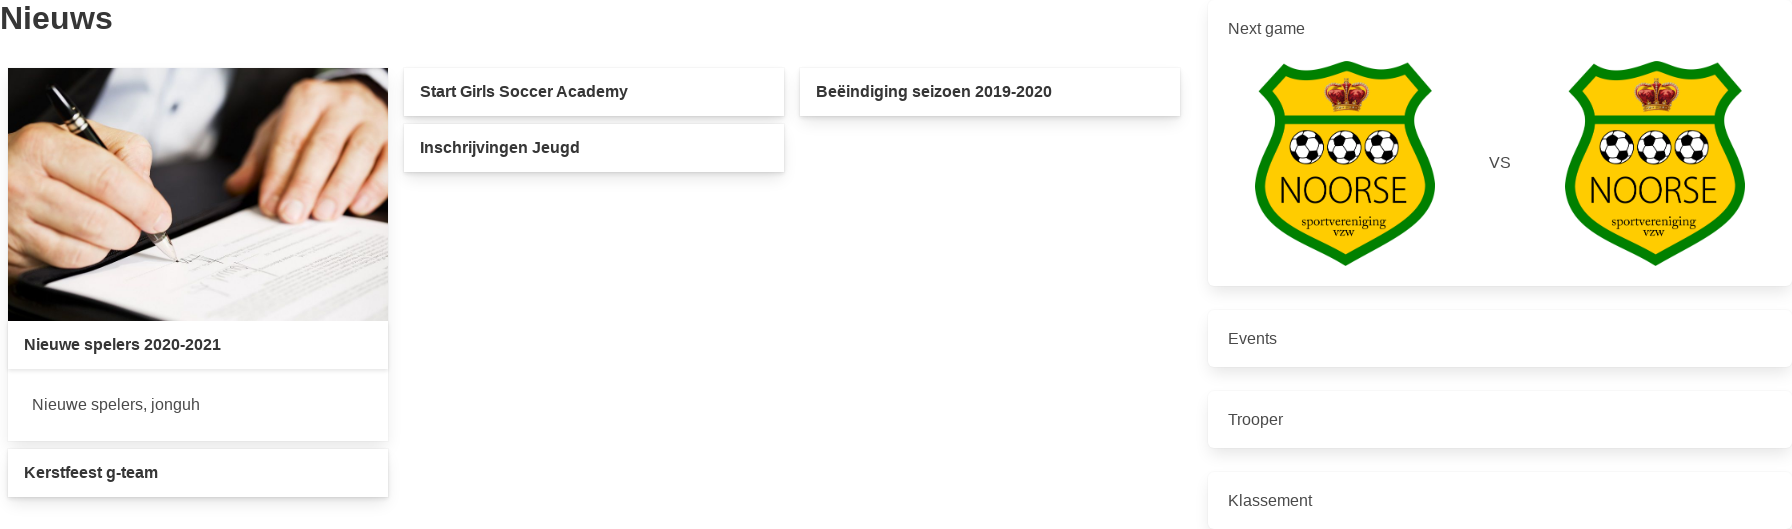 Nieuws
Nieuwe spelers 2020-2021
Nieuwe spelers, jonguh
Kerstfeest g-team
Start Girls Soccer Academy
Inschrijvingen Jeugd
Beëindiging seizoen 2019-2020
Next game
NOORSE
sportvereniging
vzw
VS
NOORSE
sportvereniging
vzw
Events
Trooper
Klassement